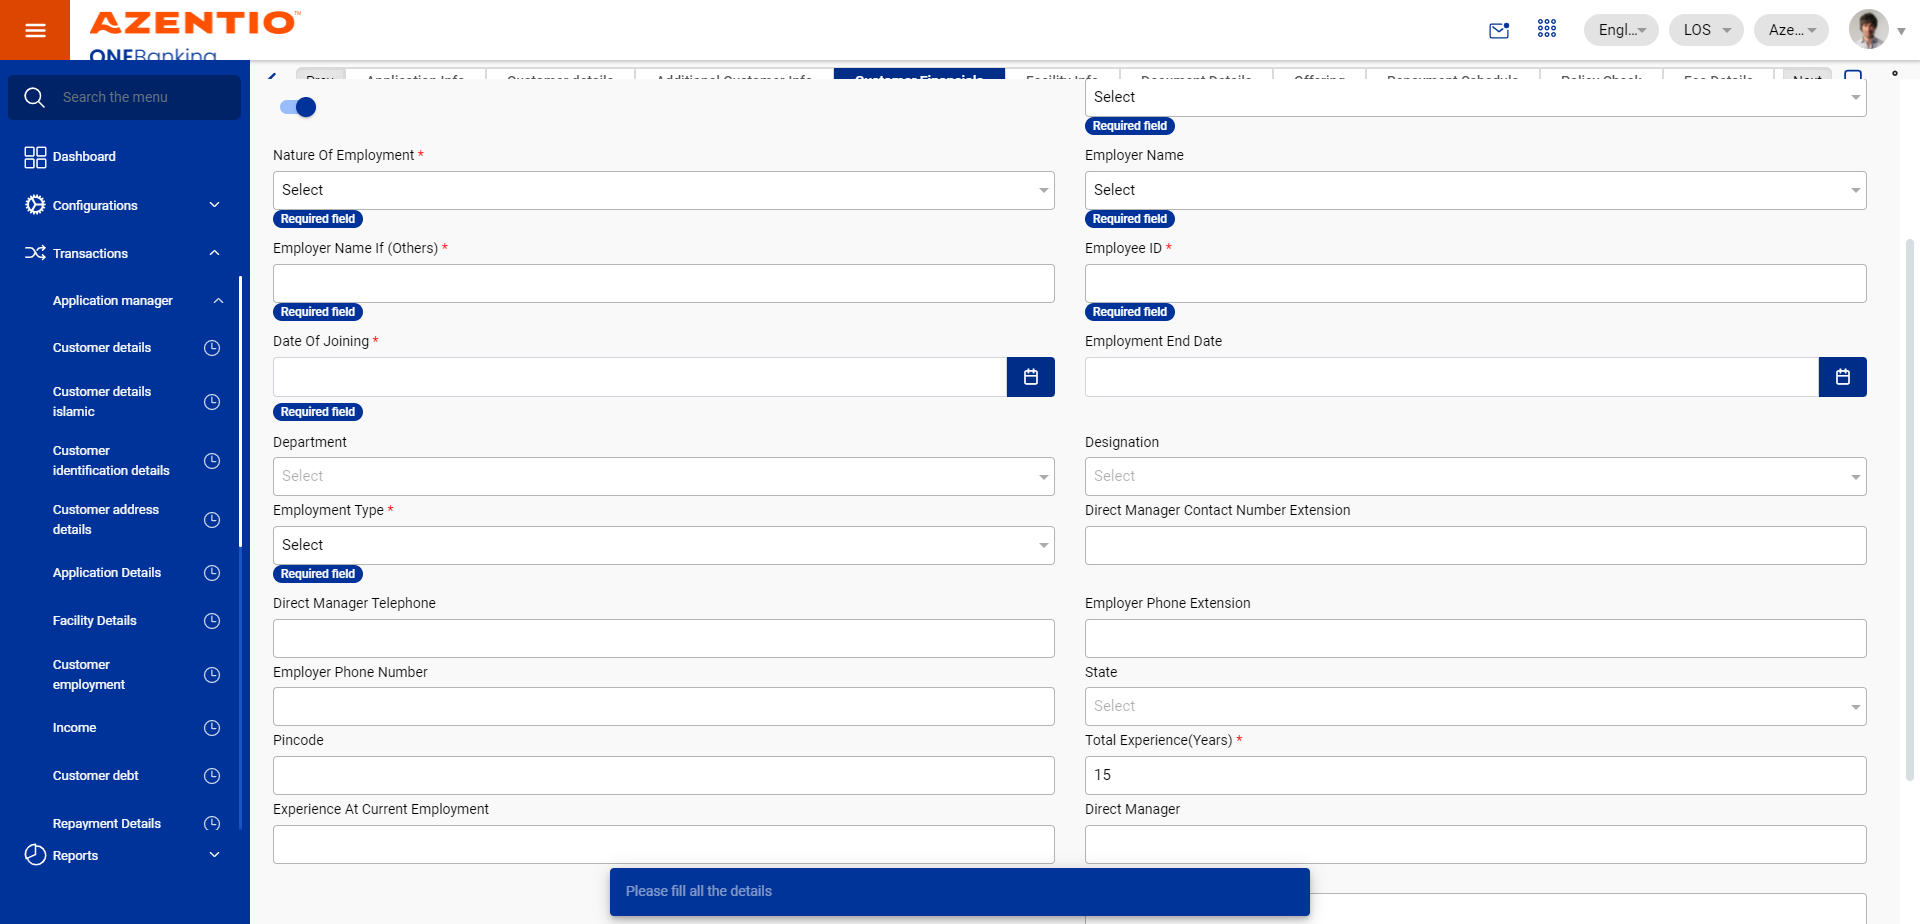 AZENTIO™
ONEBanking
Engl...
LOS
Aze...
Search the menu
Dashboard
Configurations
Transactions
Application manager
Customer details
Customer details
islamic
Customer
identification details
Customer address
details
Application Details
Facility Details
Customer
employment
Income
Customer debt
Repayment Details
Reports
Prev
Application Info
Customer details
Additional Customer Info
Customer Financials
Facility Info
Document Details
Offering
Repayment Schedule
Policy Check
Fee Details
Next
Select
Required field
Nature Of Employment *
Employer Name
Select
Select
Required field
Required field
Employer Name If (Others) *
Employee ID *
Required field
Required field
Date Of Joining *
Employment End Date
Required field
Department
Designation
Select
Select
Employment Type *
Direct Manager Contact Number Extension
Select
Required field
Direct Manager Telephone
Employer Phone Extension
Employer Phone Number
State
Select
Pincode
Total Experience(Years) *
15
Experience At Current Employment
Direct Manager
Please fill all the details